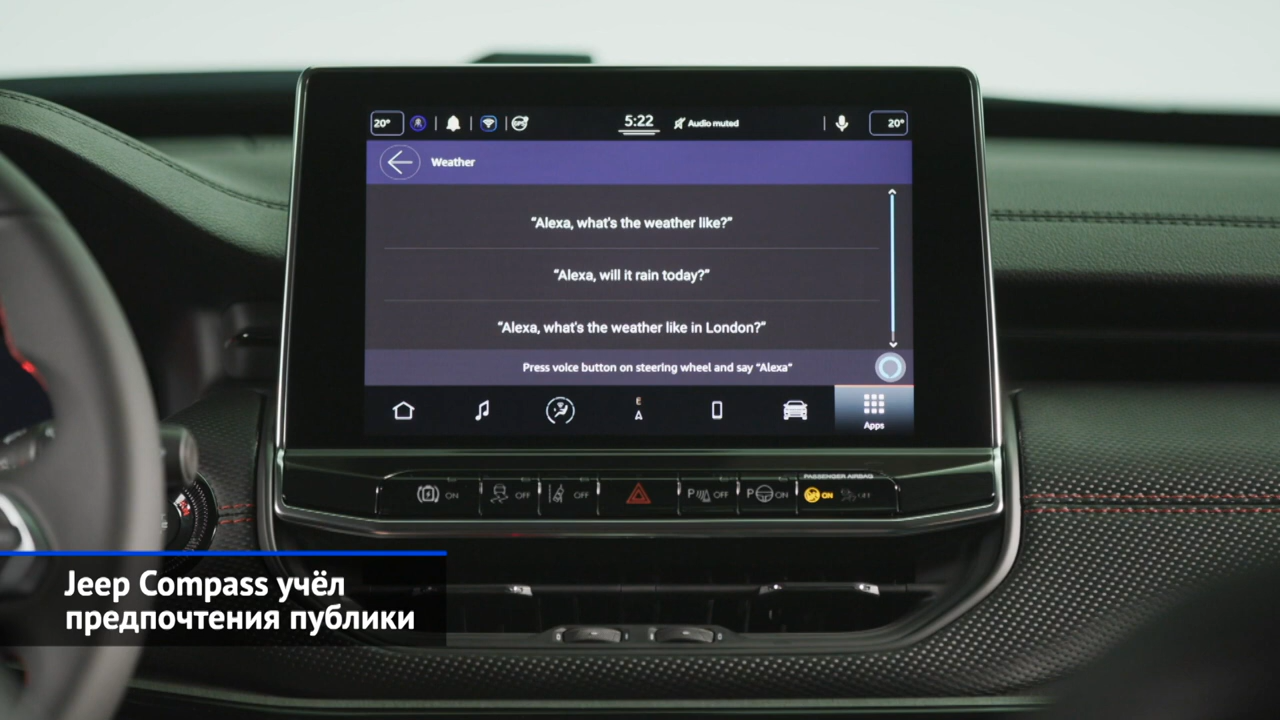 20°
5:22
Audio muted
20°
Weather
“Alexa, what's the weather like?”
“Alexa, will it rain today?”
“Alexa, what's the weather like in London?”
Press voice button on steering wheel and say “Alexa”
E
Apps
PASSENGER AIRBAG
ON
OFF
OFF
P OFF
P ON
ON
OFF
Jeep Compass учёл
предпочтения публики